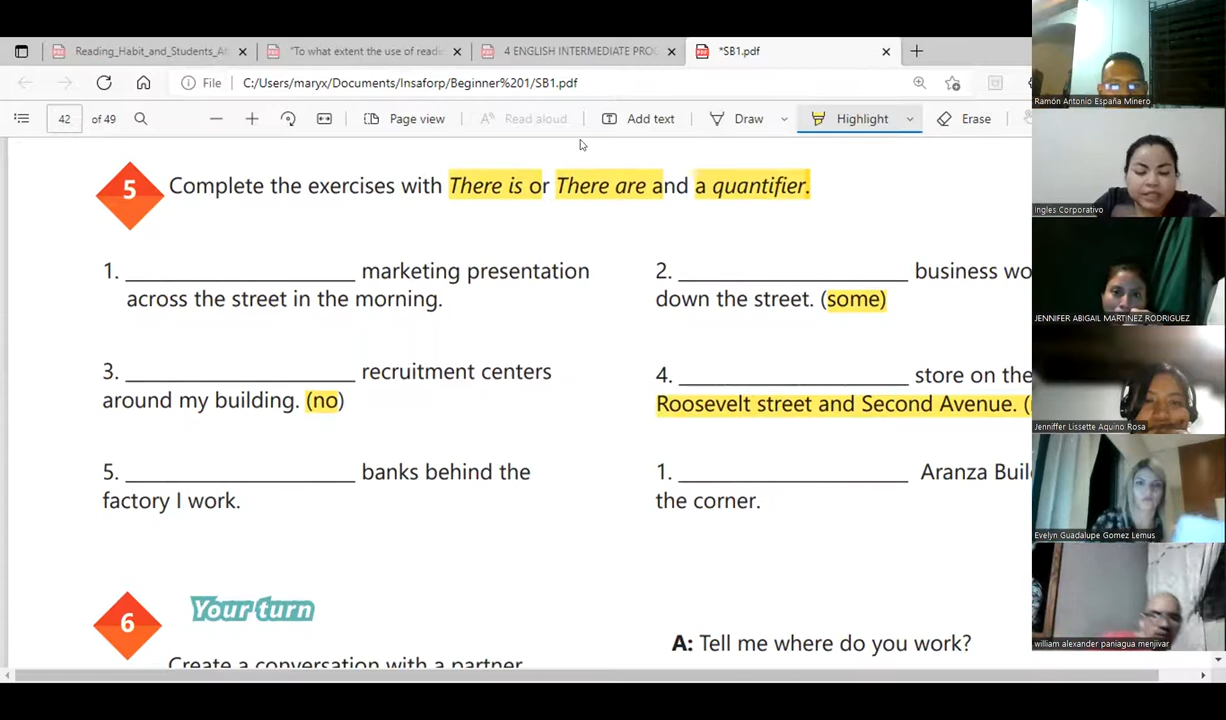 Reading_Habit_and_Students_At
"To what extent the use of readi
4 ENGLISH INTERMEDIATE PRO
*SB1.pdf
File
C:/Users/maryx/Documents/Insaforp/Beginner%201/SB1.pdf
42 of 49
Page view
Read aloud
Add text
Draw
Highlight
Erase
5 Complete the exercises with There is or There are and a quantifier.
1. ____________________ marketing presentation
across the street in the morning.
2. ____________________ business wo
down the street. (some)
3. ____________________ recruitment centers
around my building. (no)
4. ____________________ store on the
Roosevelt street and Second Avenue. (
5. ____________________ banks behind the
factory I work.
1. ____________________ Aranza Buil
the corner.
6 Your turn
Create a conversation with a partner
A: Tell me where do you work?
Ramón Antonio España Minero
Ingles Corporativo
JENNIFER ABIGAIL MARTINEZ RODRIGUEZ
Jenniffer Lissette Aquino Rosa
Evelyn Guadalupe Gomez Lemus
william alexander paniagua menjivar